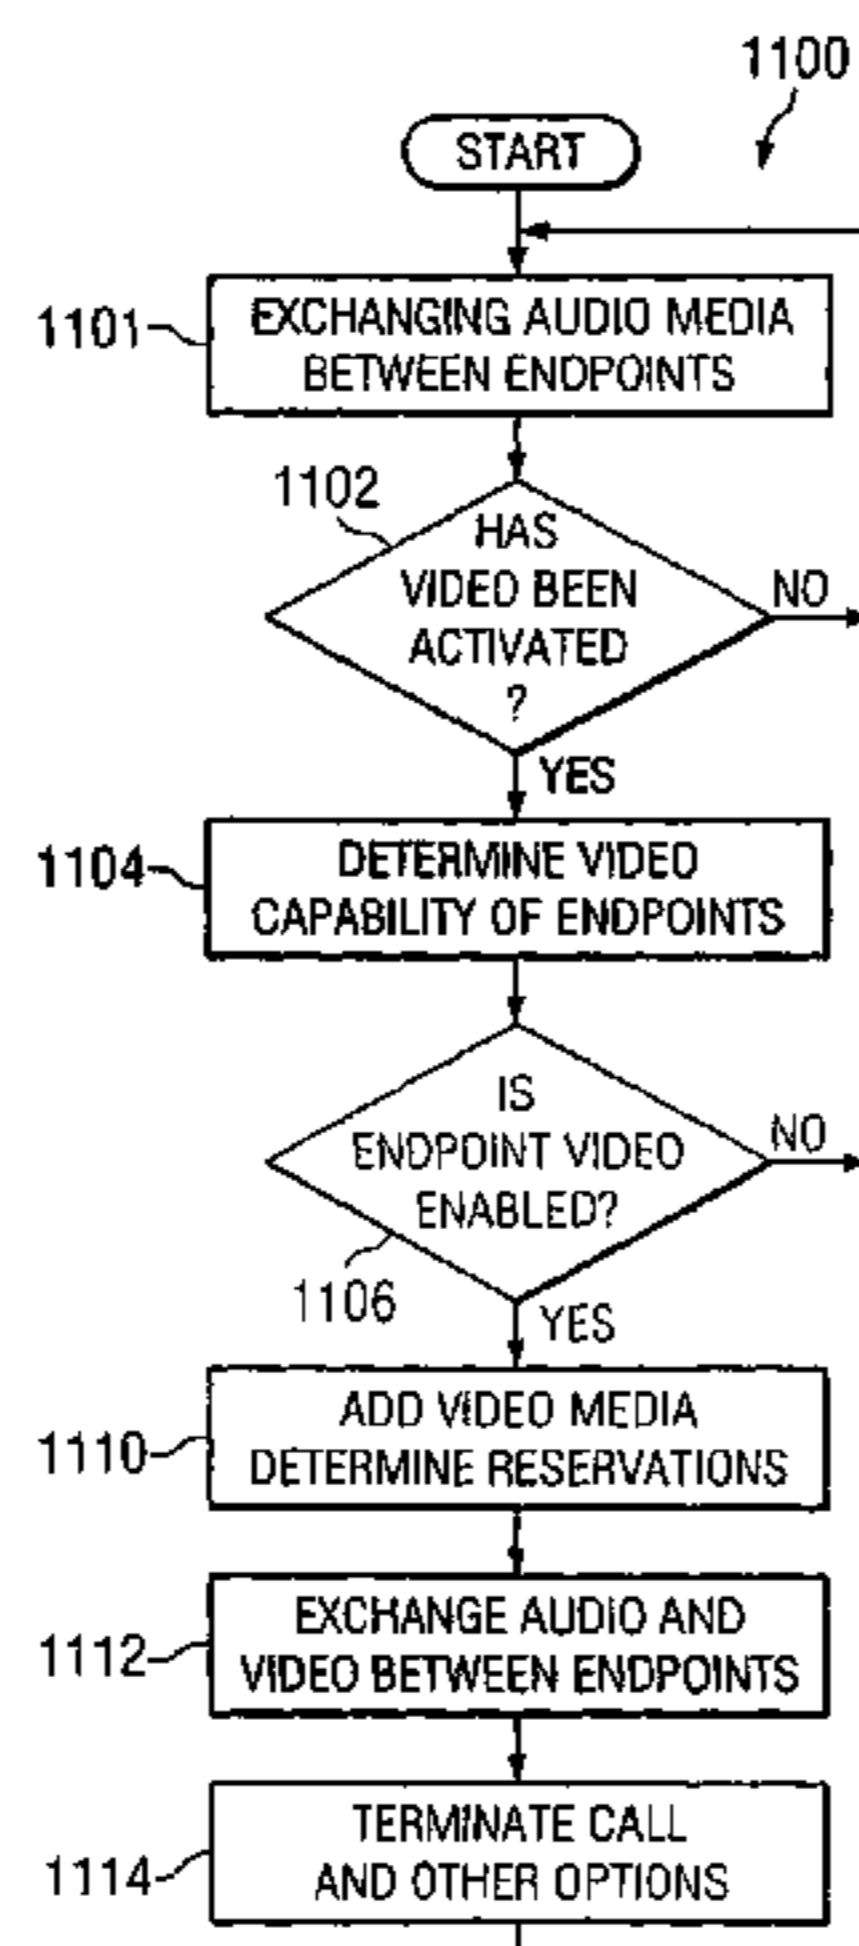 1100
START
1101
EXCHANGING AUDIO MEDIA
BETWEEN ENDPOINTS
1102
HAS
VIDEO BEEN
ACTIVATED
?
NO
YES
1104
DETERMINE VIDEO
CAPABILITY OF ENDPOINTS
IS
ENDPOINT VIDEO
ENABLED?
NO
1106
YES
1110
ADD VIDEO MEDIA
DETERMINE RESERVATIONS
1112
EXCHANGE AUDIO AND
VIDEO BETWEEN ENDPOINTS
1114
TERMINATE CALL
AND OTHER OPTIONS